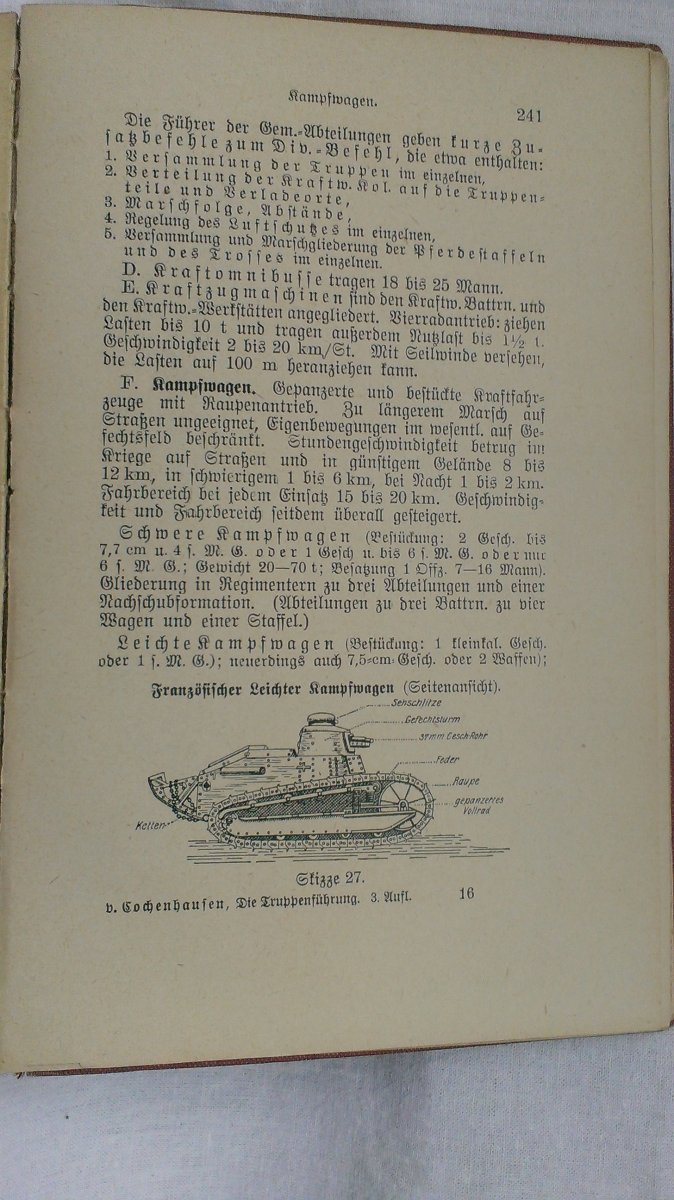 Kampfwagen.
241
Die Führer der Gem.-Abteilungen geben kurze Zu-
satzbefehle zum Div.-Befehl, die etwa enthalten:
1. Versammlung der Truppen im einzelnen,
2. Verteilung der Kraftw. Kol. auf die Truppen-
teile und Verladeorte,
3. Marschfolge, Abstände,
4. Regelung des Luftschutzes im einzelnen,
5. Versammlung und Marschgliederung der Pferdestaffeln
und des Trosses im einzelnen.
D. Kraftomnibusse tragen 18 bis 25 Mann.
E. Kraftzugmaschinen sind den Kraftw. Battrn. und
den Kraftw.-Werkstätten angegliedert. Vierradantrieb: ziehen
Lasten bis 10 t und tragen außerdem Nutzlast bis 1½ t.
Geschwindigkeit 2 bis 20 km/St. Mit Seilwinde versehen,
die Lasten auf 100 m heranziehen kann.
F. Kampfwagen. Gepanzerte und bestückte Kraftfahr-
zeuge mit Raupenantrieb. Zu längerem Marsch auf
Straßen ungeeignet, Eigenbewegungen im wesentl. auf Ge-
fechtsfeld beschränkt. Stundengeschwindigkeit betrug im
Kriege auf Straßen und in günstigem Gelände 8 bis
12 km, in schwierigem 1 bis 6 km, bei Nacht 1 bis 2 km.
Fahrbereich bei jedem Einsatz 15 bis 20 km. Geschwindig-
keit und Fahrbereich seitdem überall gesteigert.
Schwere Kampfwagen (Bestückung: 2 Gesch. bis
7,7 cm u. 4 s. M. G. oder 1 Gesch u. bis 6 s. M. G. oder nur
6 s. M. G.; Gewicht 20—70 t; Besatzung 1 Offz. 7—16 Mann).
Gliederung in Regimentern zu drei Abteilungen und einer
Nachschubformation. (Abteilungen zu drei Battrn. zu vier
Wagen und einer Staffel.)
Leichte Kampfwagen (Bestückung: 1 kleinkal. Gesch.
oder 1 s. M. G.); neuerdings auch 7,5-cm-Gesch. oder 2 Waffen);
Französischer Leichter Kampfwagen (Seitenansicht).
Sehschlitze
Gefechtsturm
37mm Gesch-Rohr
Feder
Raupe
gepanzertes
Vollrad
Ketten
Skizze 27.
v. Cochenhausen, Die Truppenführung. 3. Aufl.
16